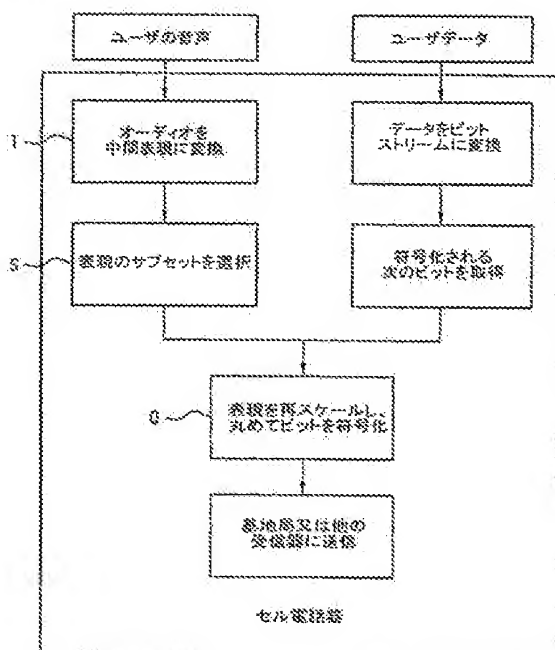 ユーザの音声
ユーザデータ
T
オーディオを
中間表現に変換
データをビット
ストリームに変換
S
表現のサブセットを選択
符号化される
次のビットを取得
Q
表現を再スケールし、
丸めてビットを符号化
基地局又は他の
受信器に送信
セル電話器